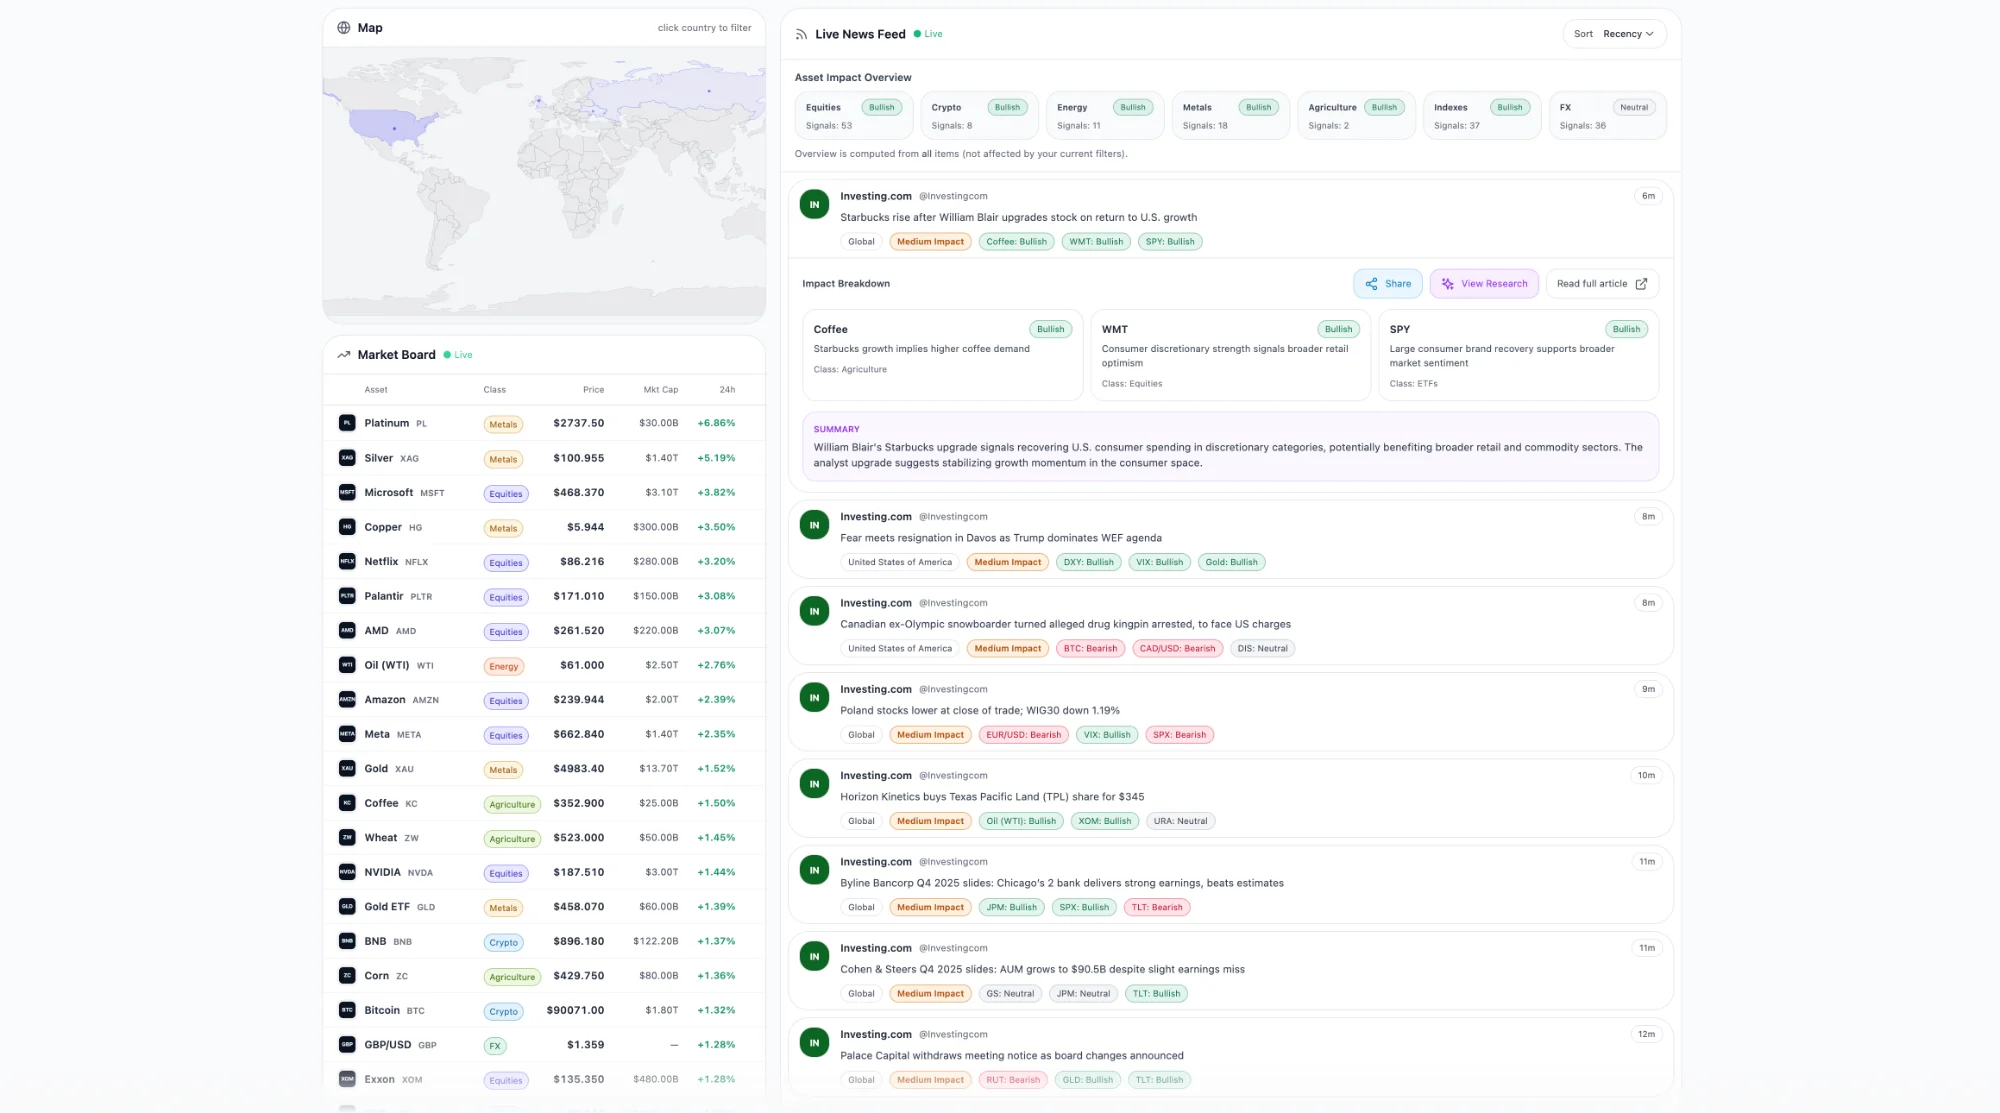 Map
click country to filter
Market Board
Live
Asset Class Price Mkt Cap 24h
PL Platinum PL Metals $2737.50 $30.00B +6.86%
XAG Silver XAG Metals $100.955 $1.40T +5.19%
MSFT Microsoft MSFT Equities $468.370 $3.10T +3.82%
HG Copper HG Metals $5.944 $300.00B +3.50%
NFLX Netflix NFLX Equities $86.216 $280.00B +3.20%
PLTR Palantir PLTR Equities $171.010 $150.00B +3.08%
AMD AMD AMD Equities $261.520 $220.00B +3.07%
WTI Oil (WTI) WTI Energy $61.000 $2.50T +2.76%
AMZN Amazon AMZN Equities $239.944 $2.00T +2.39%
META Meta META Equities $662.840 $1.40T +2.35%
XAU Gold XAU Metals $4983.40 $13.70T +1.52%
KC Coffee KC Agriculture $352.900 $25.00B +1.50%
ZW Wheat ZW Agriculture $523.000 $50.00B +1.45%
NVDA NVIDIA NVDA Equities $187.510 $3.00T +1.44%
GLD Gold ETF GLD Metals $458.070 $60.00B +1.39%
BNB BNB BNB Crypto $896.180 $122.20B +1.37%
ZC Corn ZC Agriculture $429.750 $80.00B +1.36%
BTC Bitcoin BTC Crypto $90071.00 $1.80T +1.32%
GBP GBP/USD GBP FX $1.359 — +1.28%
XOM Exxon XOM Equities $135.350 $480.00B +1.28%
Live News Feed
Live
Sort Recency
Asset Impact Overview
Equities Bullish
Signals: 53
Crypto Bullish
Signals: 8
Energy Bullish
Signals: 11
Metals Bullish
Signals: 18
Agriculture Bullish
Signals: 2
Indexes Bullish
Signals: 37
FX Neutral
Signals: 36
Overview is computed from all items (not affected by your current filters).
IN Investing.com @Investingcom 6m
Starbucks rise after William Blair upgrades stock on return to U.S. growth
Global Medium Impact Coffee: Bullish WMT: Bullish SPY: Bullish
Impact Breakdown
Share
View Research
Read full article
Coffee Bullish
Starbucks growth implies higher coffee demand
Class: Agriculture
WMT Bullish
Consumer discretionary strength signals broader retail
optimism
Class: Equities
SPY Bullish
Large consumer brand recovery supports broader
market sentiment
Class: ETFs
SUMMARY
William Blair's Starbucks upgrade signals recovering U.S. consumer spending in discretionary categories, potentially benefiting broader retail and commodity sectors. The
analyst upgrade suggests stabilizing growth momentum in the consumer space.
IN Investing.com @Investingcom 8m
Fear meets resignation in Davos as Trump dominates WEF agenda
United States of America Medium Impact DXY: Bullish VIX: Bullish Gold: Bullish
IN Investing.com @Investingcom 8m
Canadian ex-Olympic snowboarder turned alleged drug kingpin arrested, to face US charges
United States of America Medium Impact BTC: Bearish CAD/USD: Bearish DIS: Neutral
IN Investing.com @Investingcom 9m
Poland stocks lower at close of trade; WIG30 down 1.19%
Global Medium Impact EUR/USD: Bearish VIX: Bullish SPX: Bearish
IN Investing.com @Investingcom 10m
Horizon Kinetics buys Texas Pacific Land (TPL) share for $345
Global Medium Impact Oil (WTI): Bullish XOM: Bullish URA: Neutral
IN Investing.com @Investingcom 11m
Byline Bancorp Q4 2025 slides: Chicago's 2 bank delivers strong earnings, beats estimates
Global Medium Impact JPM: Bullish SPX: Bullish TLT: Bearish
IN Investing.com @Investingcom 11m
Cohen & Steers Q4 2025 slides: AUM grows to $90.5B despite slight earnings miss
Global Medium Impact GS: Neutral JPM: Neutral TLT: Bullish
IN Investing.com @Investingcom 12m
Palace Capital withdraws meeting notice as board changes announced
Global Medium Impact RUT: Bearish GLD: Bullish TLT: Bullish